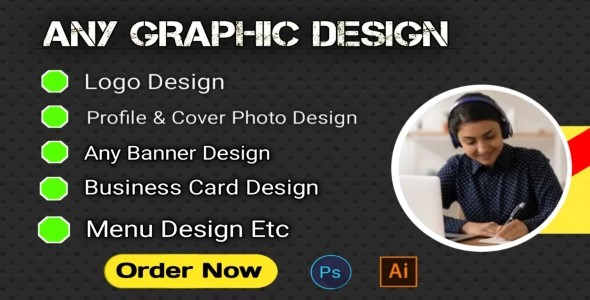 ANY GRAPHIC DESIGN
Logo Design
Profile & Cover Photo Design
Any Banner Design
Business Card Design
Menu Design Etc
Order Now
Ps
Ai